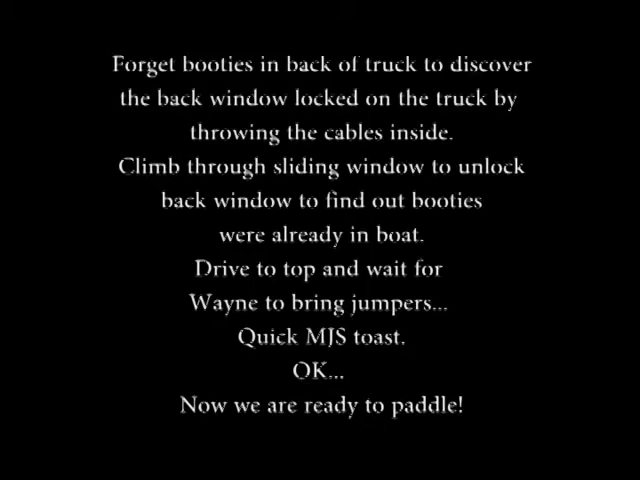 Forget booties in back of truck to discover
the back window locked on the truck by
throwing the cables inside.
Climb through sliding window to unlock
back window to find out booties
were already in boat.
Drive to top and wait for
Wayne to bring jumpers...
Quick MJS toast.
OK...
Now we are ready to paddle!